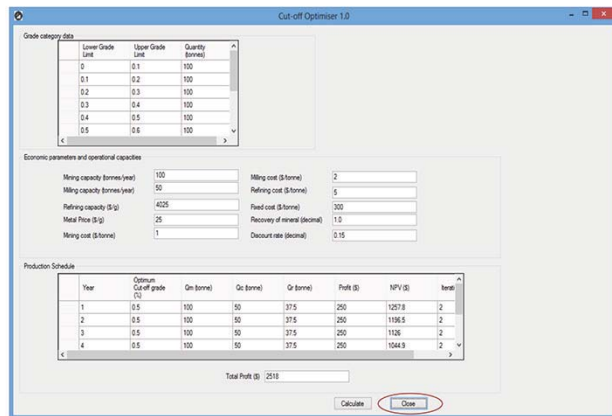 Cut-off Optimiser 1.0
Grade category data
Lower Grade Limit Upper Grade Limit Quantity (tonnes)
0 0.1 100
0.1 0.2 100
0.2 0.3 100
0.3 0.4 100
0.4 0.5 100
0.5 0.6 100
Economic parameters and operational capacities
Mining capacity (tonnes/year) 100 Milling cost ($/tonne) 2
Milling capacity (tonnes/year) 50 Refining cost ($/tonne) 5
Refining capacity ($/g) 4025 Fixed cost ($/tonne) 300
Metal Price ($/g) 25 Recovery of mineral (decimal) 1.0
Mining cost ($/tonne) 1 Discount rate (decimal) 0.15
Production Schedule
Year Optimum Cut-off grade (%) Qm (tonne) Qc (tonne) Qr (tonne) Profit ($) NPV ($) Iterati
1 0.5 100 50 37.5 250 1257.8 2
2 0.5 100 50 37.5 250 1196.5 2
3 0.5 100 50 37.5 250 1126 2
4 0.5 100 50 37.5 250 1044.9 2
Total Profit ($) 2518
Calculate Close